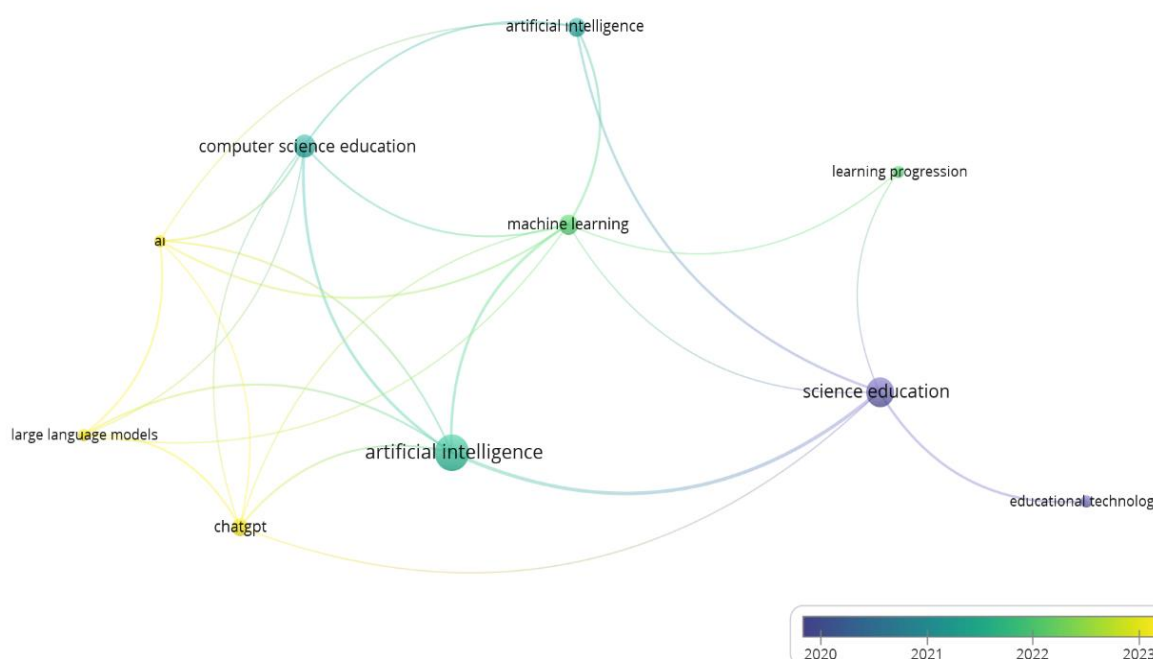 artificial intelligence
computer science education
learning progression
machine learning
ai
science education
large language models
artificial intelligence
educational technolog
chatgpt
2020
2021
2022
2023